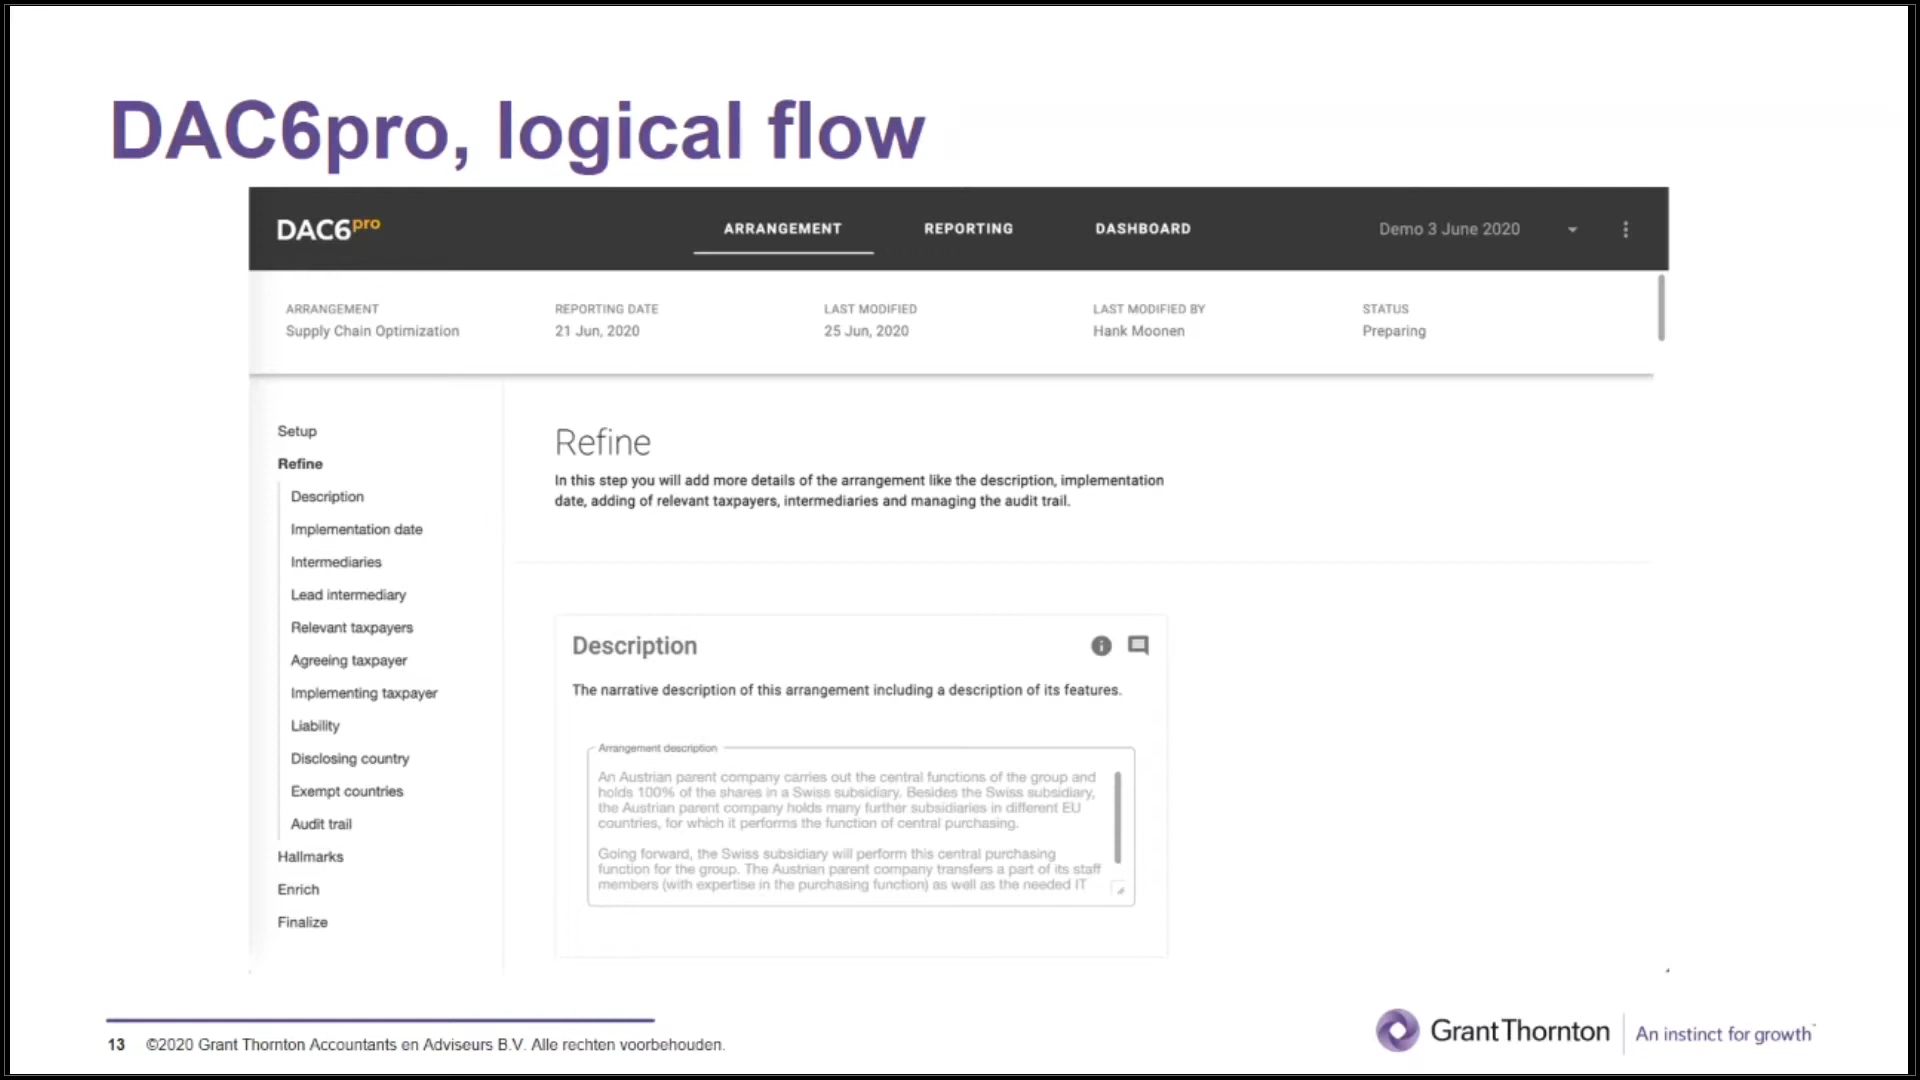 DAC6pro, logical flow
DAC6pro
ARRANGEMENT
REPORTING
DASHBOARD
Demo 3 June 2020
ARRANGEMENT
Supply Chain Optimization
REPORTING DATE
21 Jun, 2020
LAST MODIFIED
25 Jun, 2020
LAST MODIFIED BY
Hank Moonen
STATUS
Preparing
Setup
Refine
Description
Implementation date
Intermediaries
Lead intermediary
Relevant taxpayers
Agreeing taxpayer
Implementing taxpayer
Liability
Disclosing country
Exempt countries
Audit trail
Hallmarks
Enrich
Finalize
Refine
In this step you will add more details of the arrangement like the description, implementation
date, adding of relevant taxpayers, intermediaries and managing the audit trail.
Description
The narrative description of this arrangement including a description of its features.
Arrangement description
An Austrian parent company carries out the central functions of the group and
holds 100% of the shares in a Swiss subsidiary. Besides the Swiss subsidiary,
the Austrian parent company holds many further subsidiaries in different EU
countries, for which it performs the function of central purchasing.
Going forward, the Swiss subsidiary will perform this central purchasing
function for the group. The Austrian parent company transfers a part of its staff
members (with expertise in the purchasing function) as well as the needed IT
13 ©2020 Grant Thornton Accountants en Adviseurs B.V. Alle rechten voorbehouden.
GrantThornton
An instinct for growth™